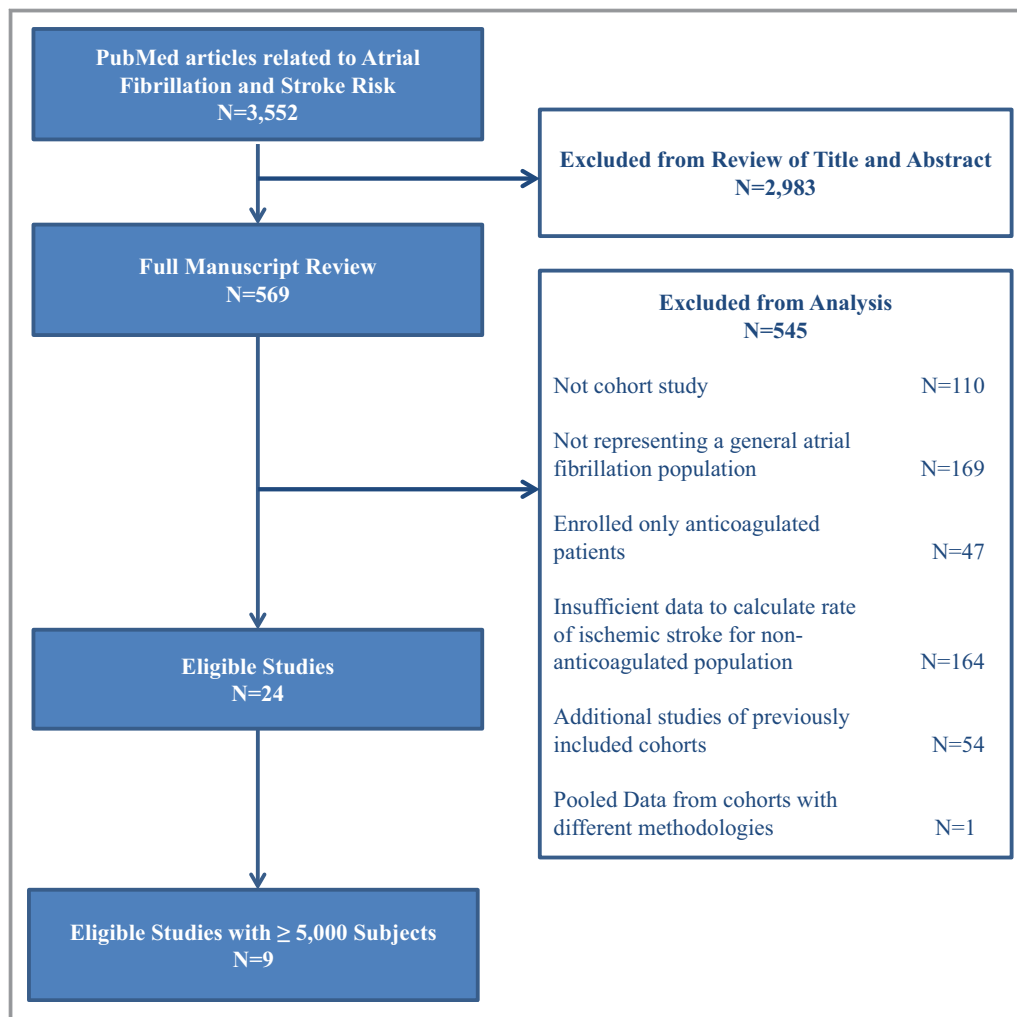 PubMed articles related to Atrial
Fibrillation and Stroke Risk
N=3,552
Excluded from Review of Title and Abstract
N=2,983
Full Manuscript Review
N=569
Excluded from Analysis
N=545
Not cohort study N=110
Not representing a general atrial
fibrillation population N=169
Enrolled only anticoagulated
patients N=47
Insufficient data to calculate rate
of ischemic stroke for non-
anticoagulated population N=164
Additional studies of previously
included cohorts N=54
Pooled Data from cohorts with
different methodologies N=1
Eligible Studies
N=24
Eligible Studies with ≥ 5,000 Subjects
N=9